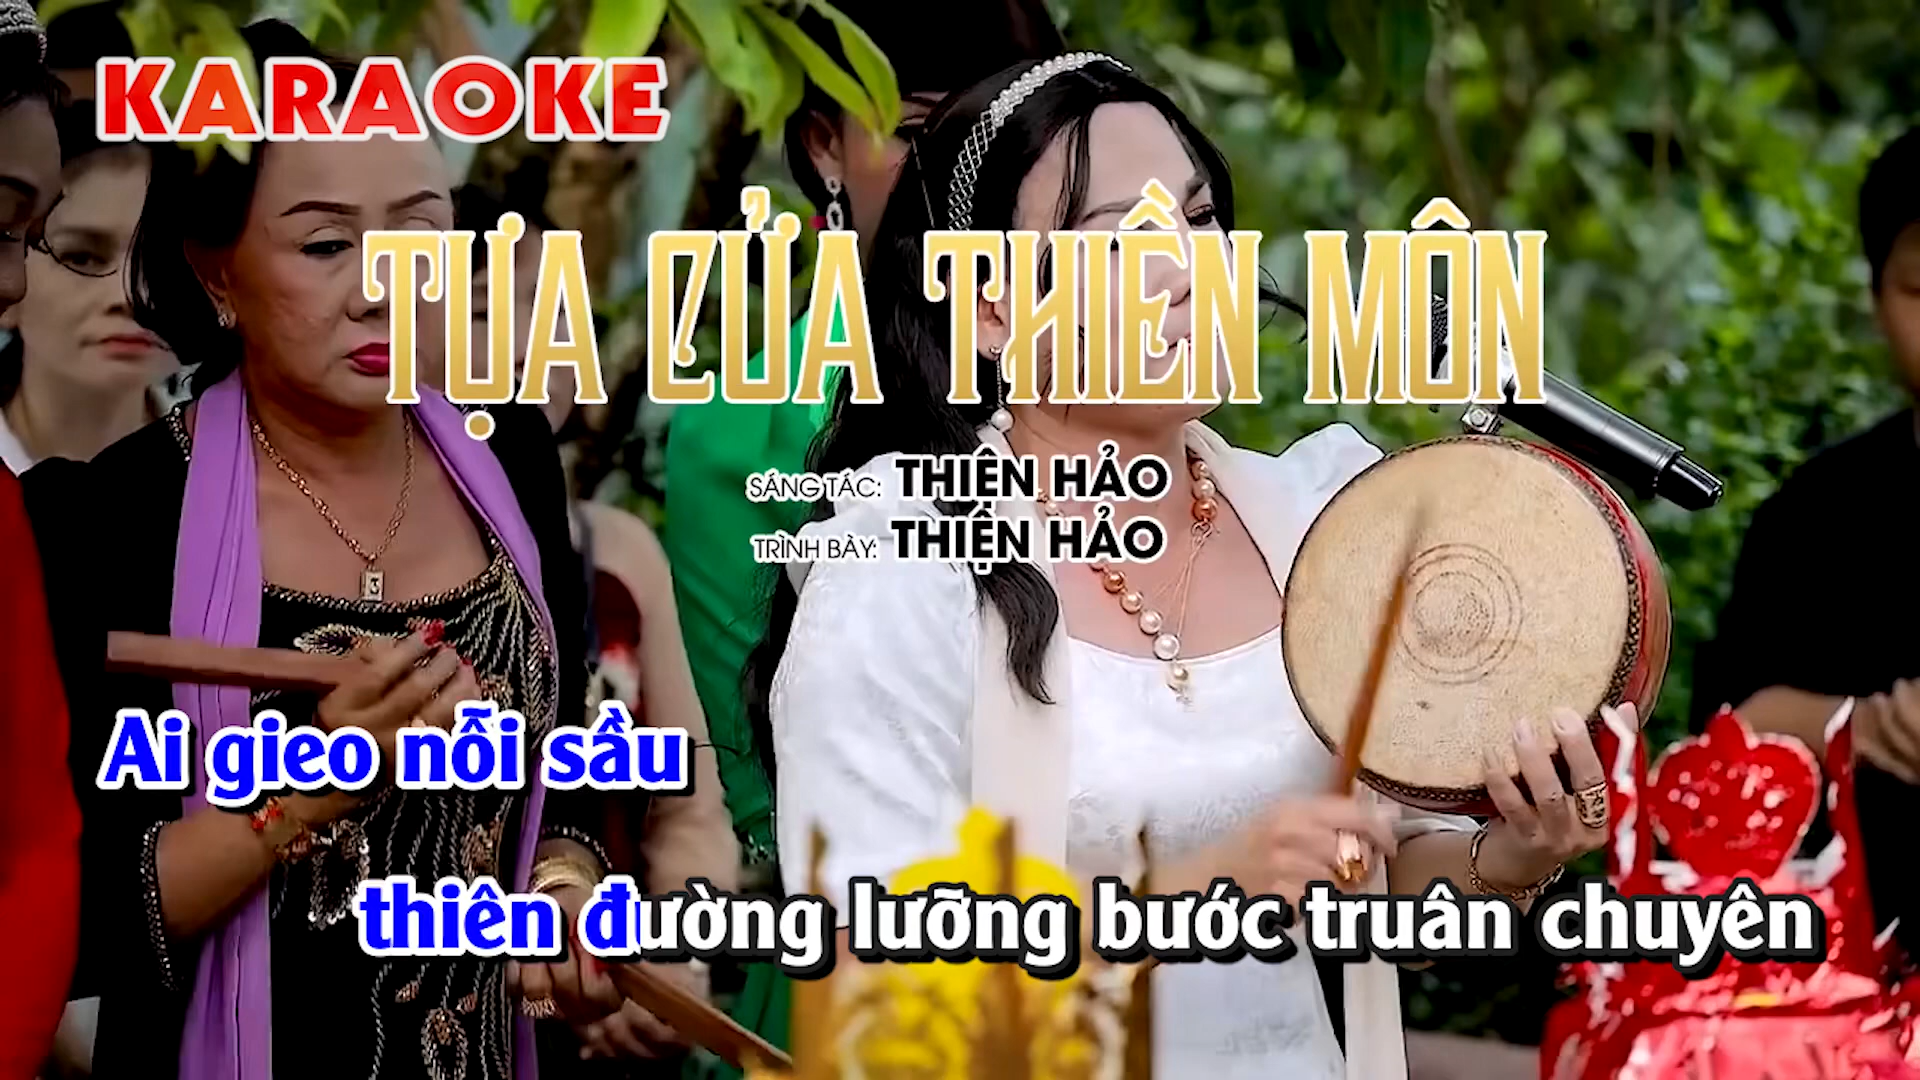 KARAOKE
TỰA CỬA THIỀN MÔN
SÁNG TÁC: THIỆN HẢO
TRÌNH BÀY: THIỆN HẢO
Ai gieo nỗi sầu
thiên đường lưỡng bước truân chuyên